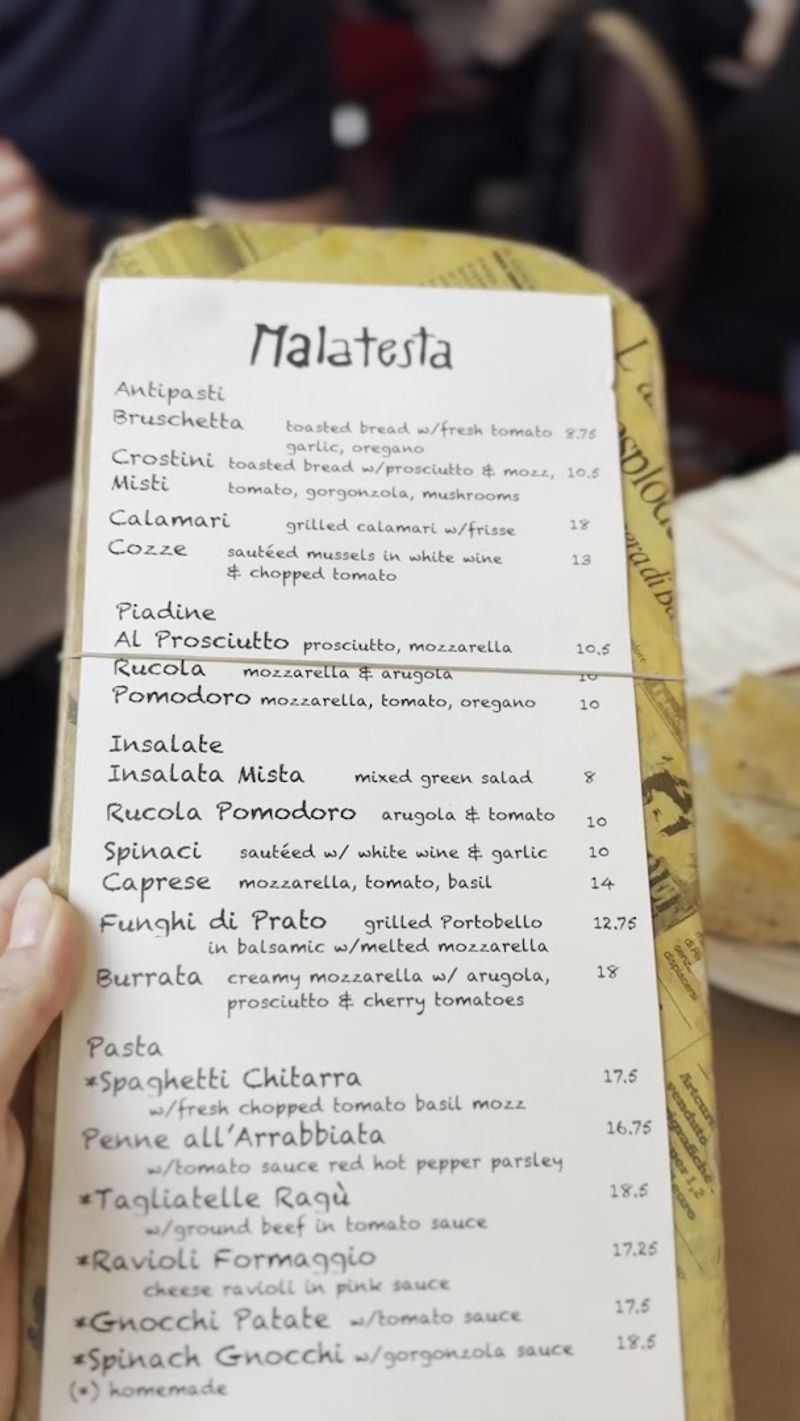 Malatesta
Antipasti
Bruschetta toasted bread w/fresh tomato 8.75
garlic, oregano
Crostini toasted bread w/prosciutto & mozz, 10.5
Misti tomato, gorgonzola, mushrooms
Calamari grilled calamari w/frisse 18
Cozze sautéed mussels in white wine 13
& chopped tomato
Piadine
Al Prosciutto prosciutto, mozzarella 10.5
Rucola mozzarella & arugola 10
Pomodoro mozzarella, tomato, oregano 10
Insalate
Insalata Mista mixed green salad 8
Rucola Pomodoro arugola & tomato 10
Spinaci sautéed w/ white wine & garlic 10
Caprese mozzarella, tomato, basil 14
Funghi di Prato grilled Portobello 12.75
in balsamic w/melted mozzarella
Burrata creamy mozzarella w/ arugola, 18
prosciutto & cherry tomatoes
Pasta
*Spaghetti Chitarra 17.5
w/fresh chopped tomato basil mozz
Penne all'Arrabbiata 16.75
w/tomato sauce red hot pepper parsley
*Tagliatelle Ragù 18.5
w/ground beef in tomato sauce
*Ravioli Formaggio 17.25
cheese ravioli in pink sauce
*Gnocchi Patate w/tomato sauce 17.5
*Spinach Gnocchi w/gorgonzola sauce 18.5
(*) homemade